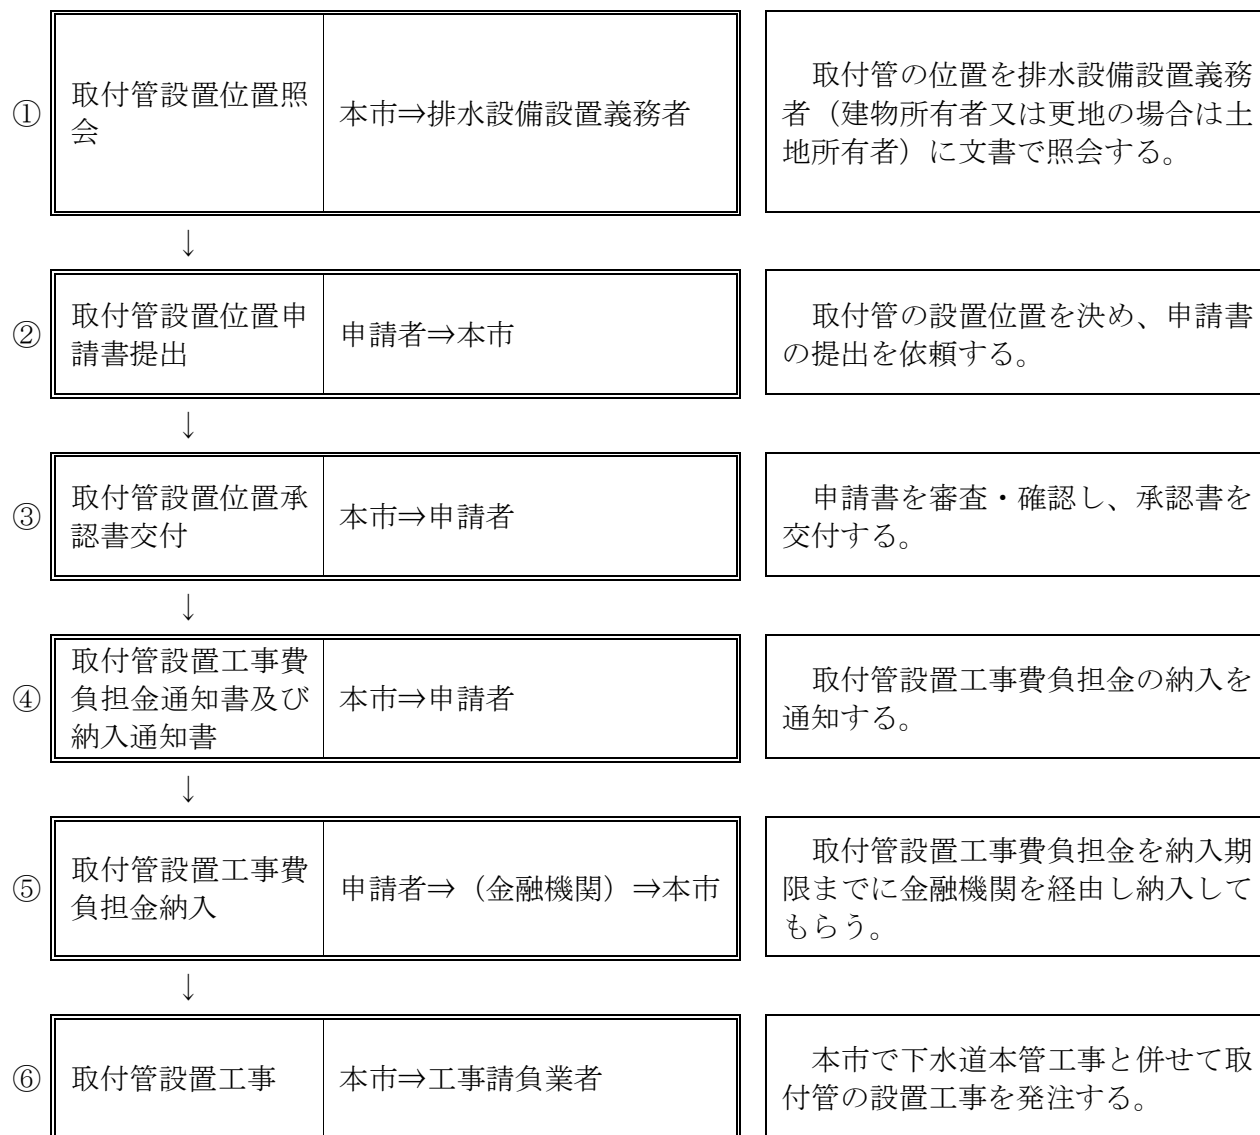 ①
取付管設置位置照
会
本市⇒排水設備設置義務者
取付管の位置を排水設備設置義務
者（建物所有者又は更地の場合は土
地所有者）に文書で照会する。
↓
②
取付管設置位置申
請書提出
申請者⇒本市
取付管の設置位置を決め、申請書
の提出を依頼する。
↓
③
取付管設置位置承
認書交付
本市⇒申請者
申請書を審査・確認し、承認書を
交付する。
↓
④
取付管設置工事費
負担金通知書及び
納入通知書
本市⇒申請者
取付管設置工事費負担金の納入を
通知する。
↓
⑤
取付管設置工事費
負担金納入
申請者⇒（金融機関）⇒本市
取付管設置工事費負担金を納入期
限までに金融機関を経由し納入して
もらう。
↓
⑥
取付管設置工事
本市⇒工事請負業者
本市で下水道本管工事と併せて取
付管の設置工事を発注する。